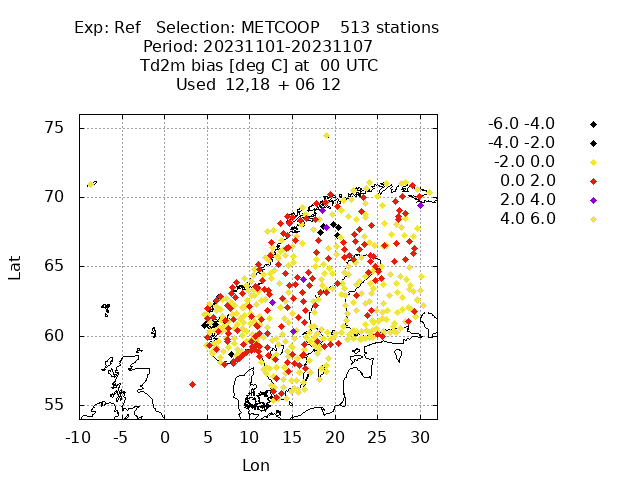 Exp: Ref   Selection: METCOOP    513 stations
Period: 20231101-20231107
Td2m bias [deg C] at  00 UTC
Used  12,18 + 06 12
-6.0 -4.0
-4.0 -2.0
-2.0 0.0
0.0 2.0
2.0 4.0
4.0 6.0
75
70
65
60
55
Lat
-10 -5 0 5 10 15 20 25 30
Lon